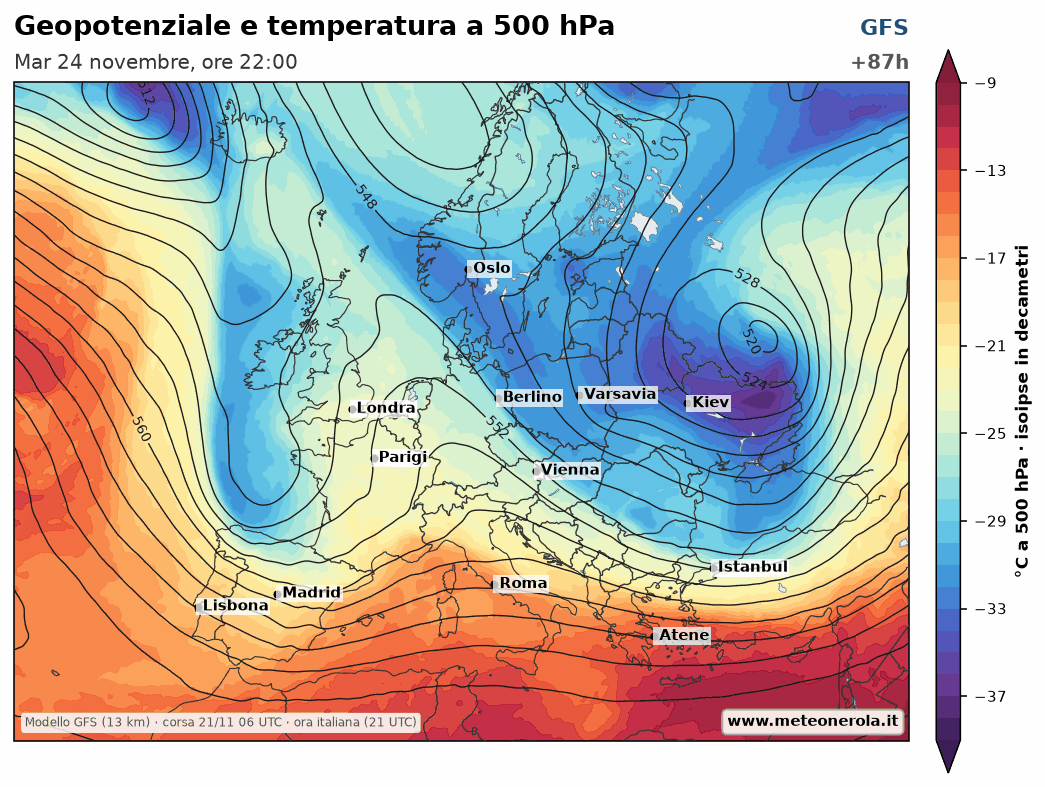 Geopotenziale e temperatura a 500 hPa
GFS
Mar 24 novembre, ore 22:00
+87h
512
548
528
520
524
552
560
Oslo
Berlino
Varsavia
Kiev
Londra
Parigi
Vienna
Istanbul
Roma
Madrid
Lisbona
Atene
−9
−13
−17
−21
−25
−29
−33
−37
°C a 500 hPa · isoipse in decametri
Modello GFS (13 km) · corsa 21/11 06 UTC · ora italiana (21 UTC)
www.meteonerola.it